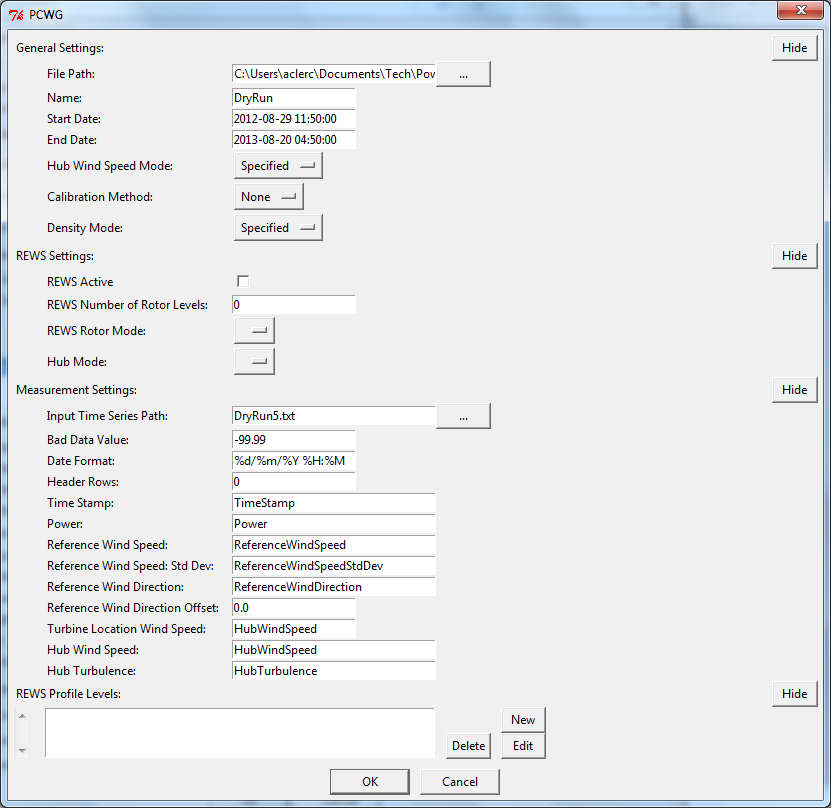 PCWG
General Settings: Hide
File Path: C:\Users\aclerc\Documents\Tech\Pov ...
Name: DryRun
Start Date: 2012-08-29 11:50:00
End Date: 2013-08-20 04:50:00
Hub Wind Speed Mode: Specified
Calibration Method: None
Density Mode: Specified
REWS Settings: Hide
REWS Active
REWS Number of Rotor Levels: 0
REWS Rotor Mode:
Hub Mode:
Measurement Settings: Hide
Input Time Series Path: DryRun5.txt ...
Bad Data Value: -99.99
Date Format: %d/%m/%Y %H:%M
Header Rows: 0
Time Stamp: TimeStamp
Power: Power
Reference Wind Speed: ReferenceWindSpeed
Reference Wind Speed: Std Dev: ReferenceWindSpeedStdDev
Reference Wind Direction: ReferenceWindDirection
Reference Wind Direction Offset: 0.0
Turbine Location Wind Speed: HubWindSpeed
Hub Wind Speed: HubWindSpeed
Hub Turbulence: HubTurbulence
REWS Profile Levels: Hide
New
Delete Edit
OK Cancel